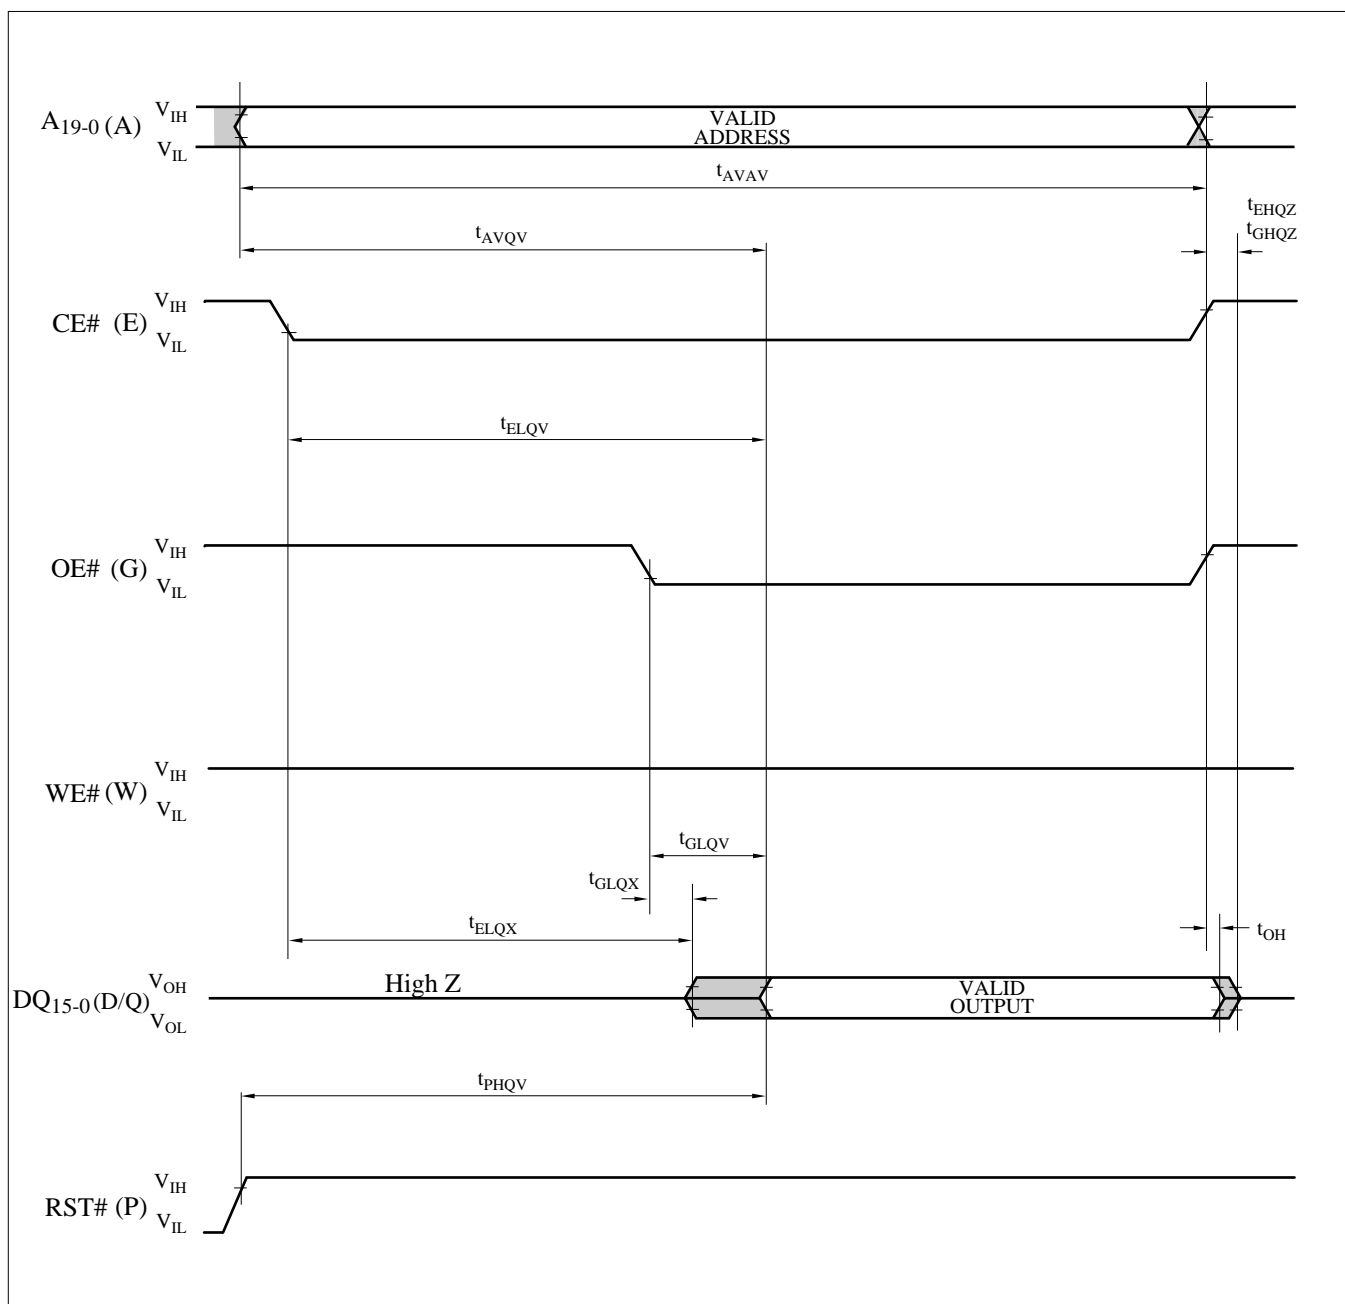 A19-0 (A) VIH
VIL
VALID
ADDRESS
tAVAV
tEHQZ
tGHQZ
tAVQV
CE# (E) VIH
VIL
tELQV
OE# (G) VIH
VIL
WE# (W) VIH
VIL
tGLQV
tGLQX
tELQX
tOH
DQ15-0 (D/Q) VOH
VOL
High Z
VALID
OUTPUT
tPHQV
RST# (P) VIH
VIL